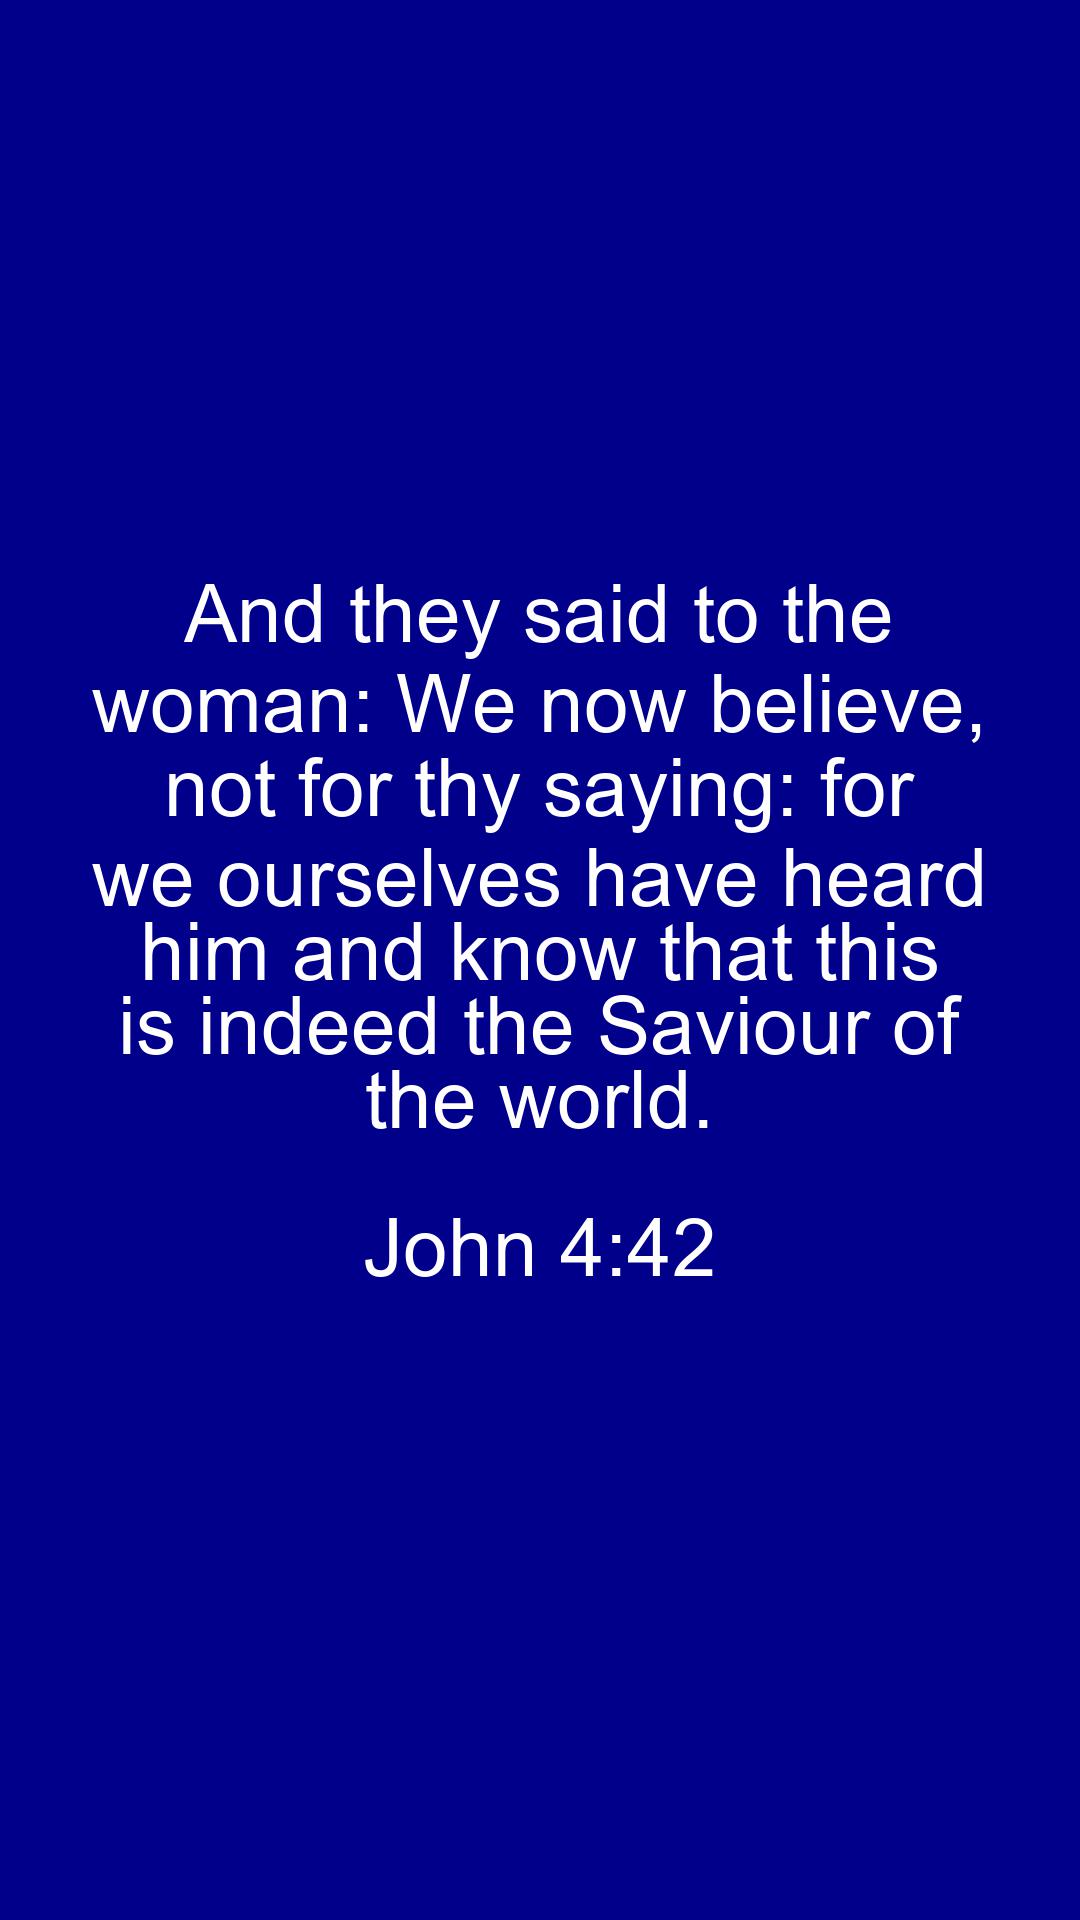 And they said to the
woman: We now believe,
not for thy saying: for
we ourselves have heard
him and know that this
is indeed the Saviour of
the world.
John 4:42